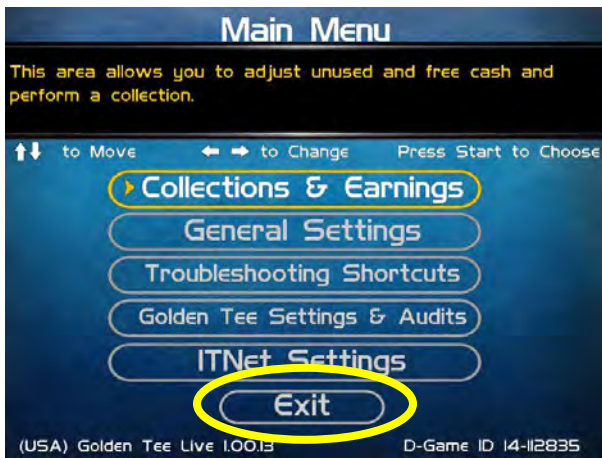 Main Menu
This area allows you to adjust unused and free cash and
perform a collection.
to Move to Change Press Start to Choose
Collections & Earnings
General Settings
Troubleshooting Shortcuts
Golden Tee Settings & Audits
ITNet Settings
Exit
(USA) Golden Tee Live 1.00.13 D-Game ID 14-112835